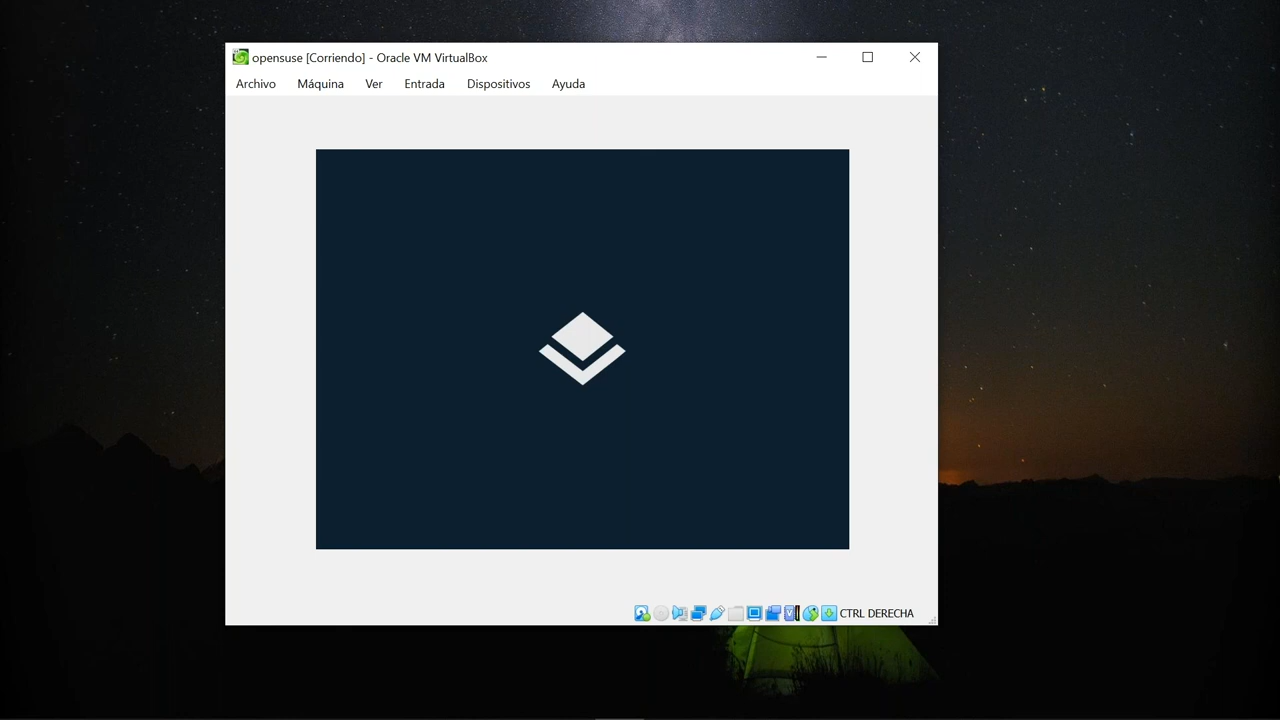 opensuse [Corriendo] - Oracle VM VirtualBox
Archivo Máquina Ver Entrada Dispositivos Ayuda
CTRL DERECHA